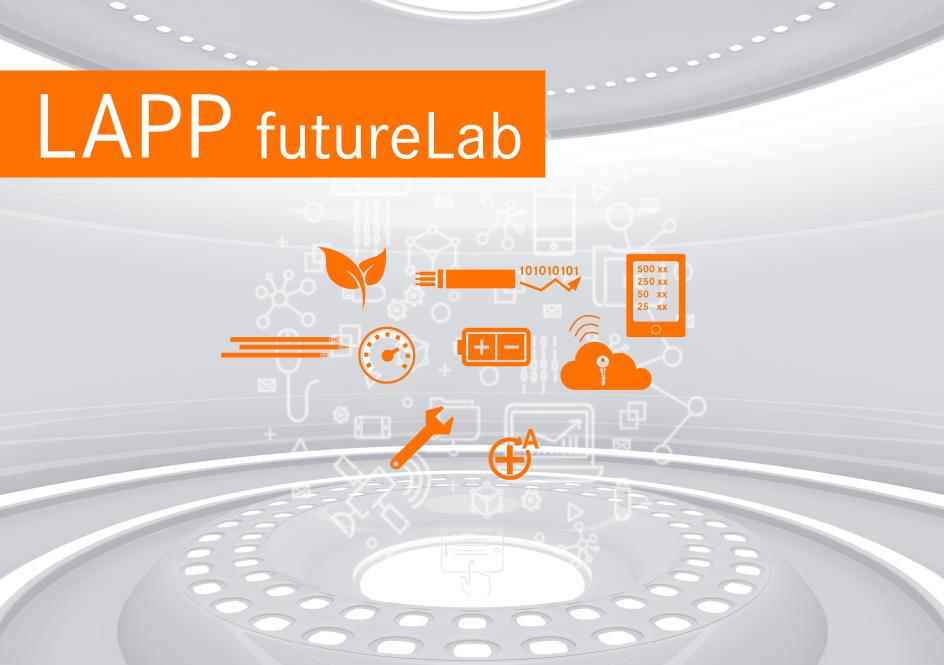 LAPP futureLab
101010101
500 xx
250 xx
50 xx
25 xx
A